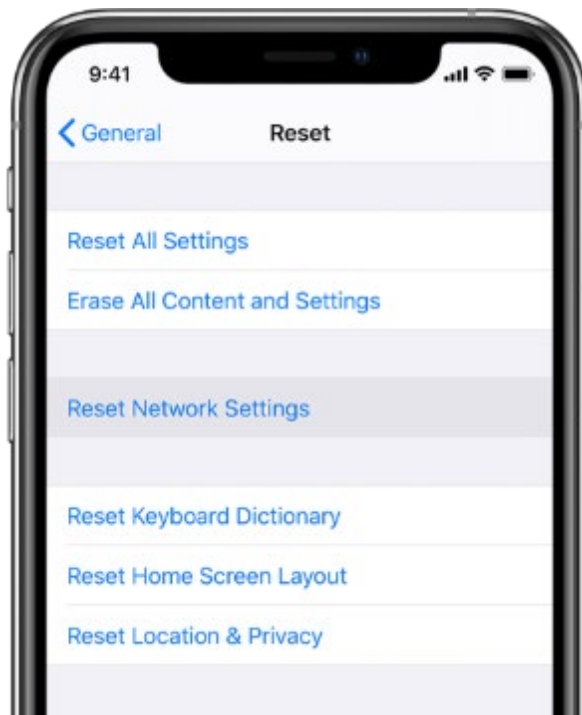 9:41
General
Reset
Reset All Settings
Erase All Content and Settings
Reset Network Settings
Reset Keyboard Dictionary
Reset Home Screen Layout
Reset Location & Privacy